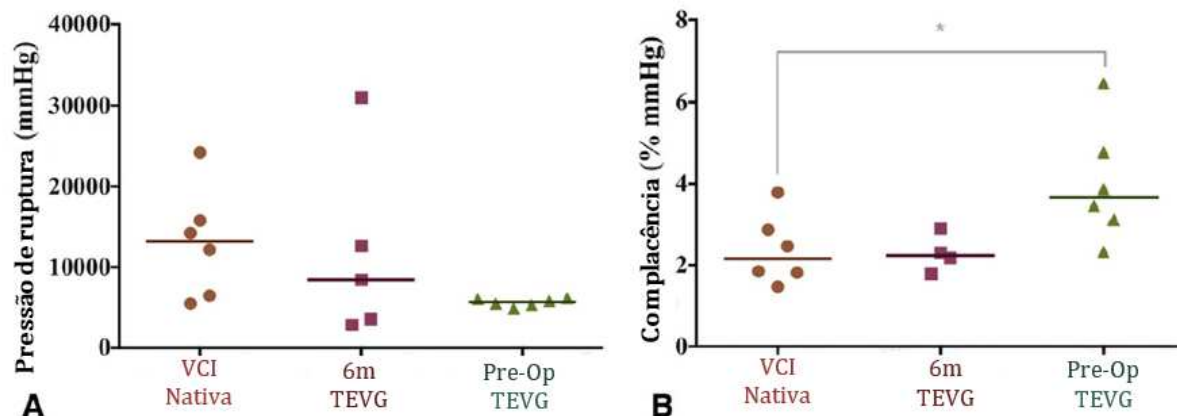 Pressão de ruptura (mmHg)
40000
30000
20000
10000
0
VCI
Nativa
6m
TEVG
Pre-Op
TEVG
A
Complacência (% mmHg)
8
6
4
2
0
*
VCI
Nativa
6m
TEVG
Pre-Op
TEVG
B